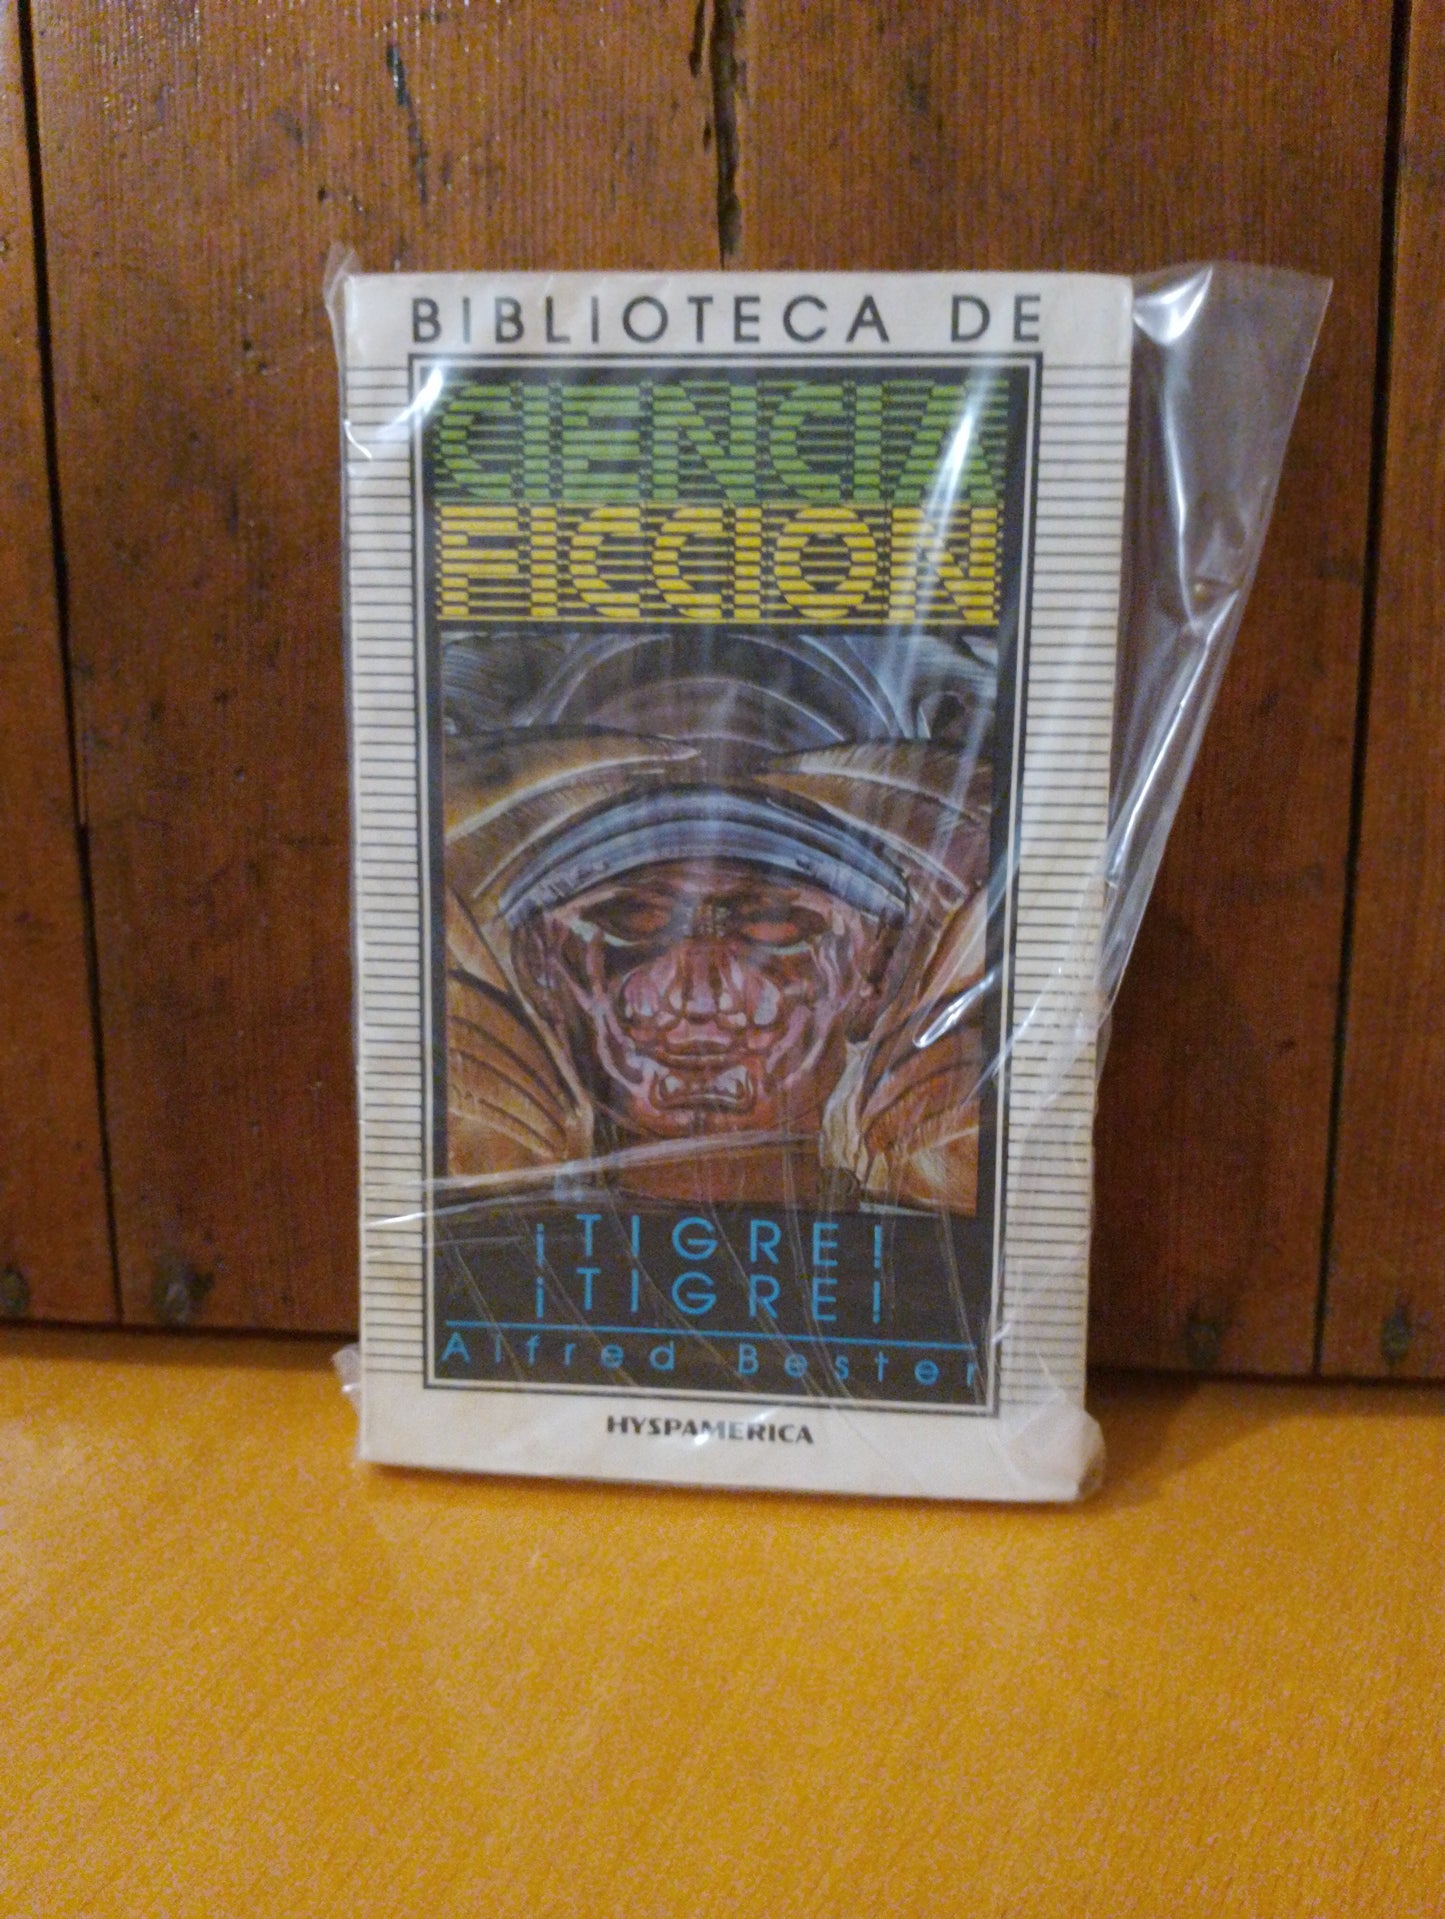 BIBLIOTECA DE
CIENCIA
FICCION
¡TIGRE!
¡TIGRE!
Alfred Bester
HYSPAMERICA